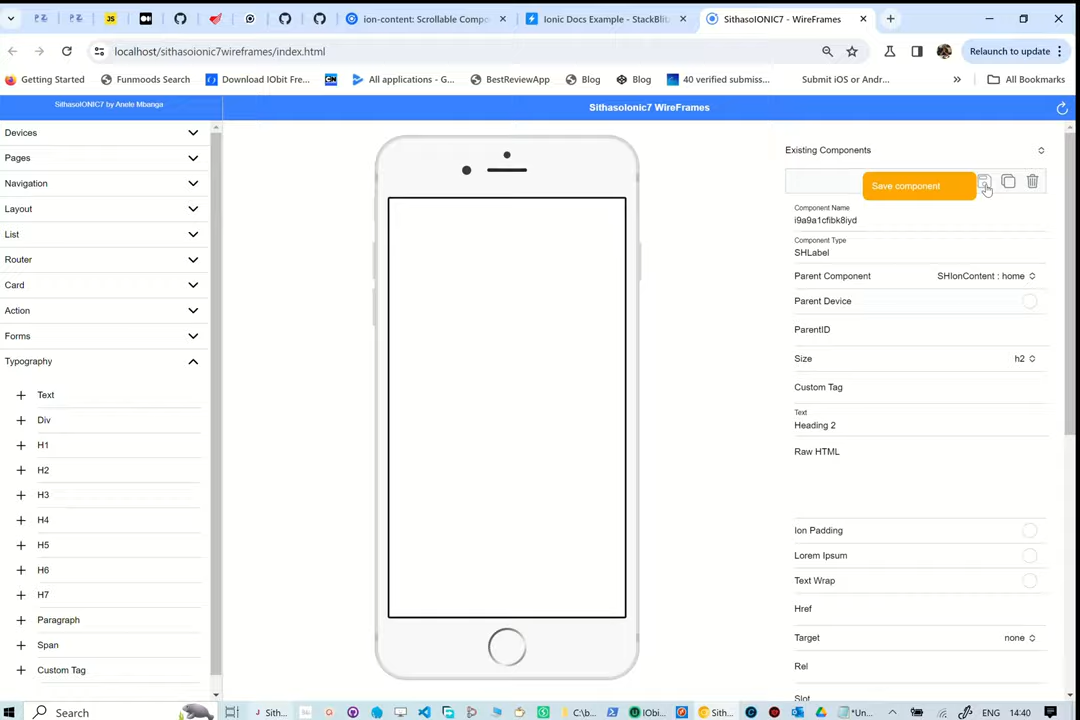 ion-content: Scrollable Compo
Ionic Docs Example - StackBlit
SithasoIONIC7 - WireFrames
localhost/sithasoionic7wireframes/index.html
Relaunch to update
Getting Started
Funmoods Search
Download IObit Fre...
All applications - G...
BestReviewApp
Blog
Blog
40 verified submiss...
Submit iOS or Andr...
All Bookmarks
SithasoIONIC7 by Anele Mbanga
SithasoIonic7 WireFrames
Devices
Pages
Navigation
Layout
List
Router
Card
Action
Forms
Typography
Text
Div
H1
H2
H3
H4
H5
H6
H7
Paragraph
Span
Custom Tag
Existing Components
Save component
Component Name
i9a9a1cfibk8iyd
Component Type
SHLabel
Parent Component SHIonContent : home
Parent Device
ParentID
Size h2
Custom Tag
Text
Heading 2
Raw HTML
Ion Padding
Lorem Ipsum
Text Wrap
Href
Target none
Rel
Slot
Search
Sith...
C:\b...
IObi...
Sith...
*Un...
ENG
14:40